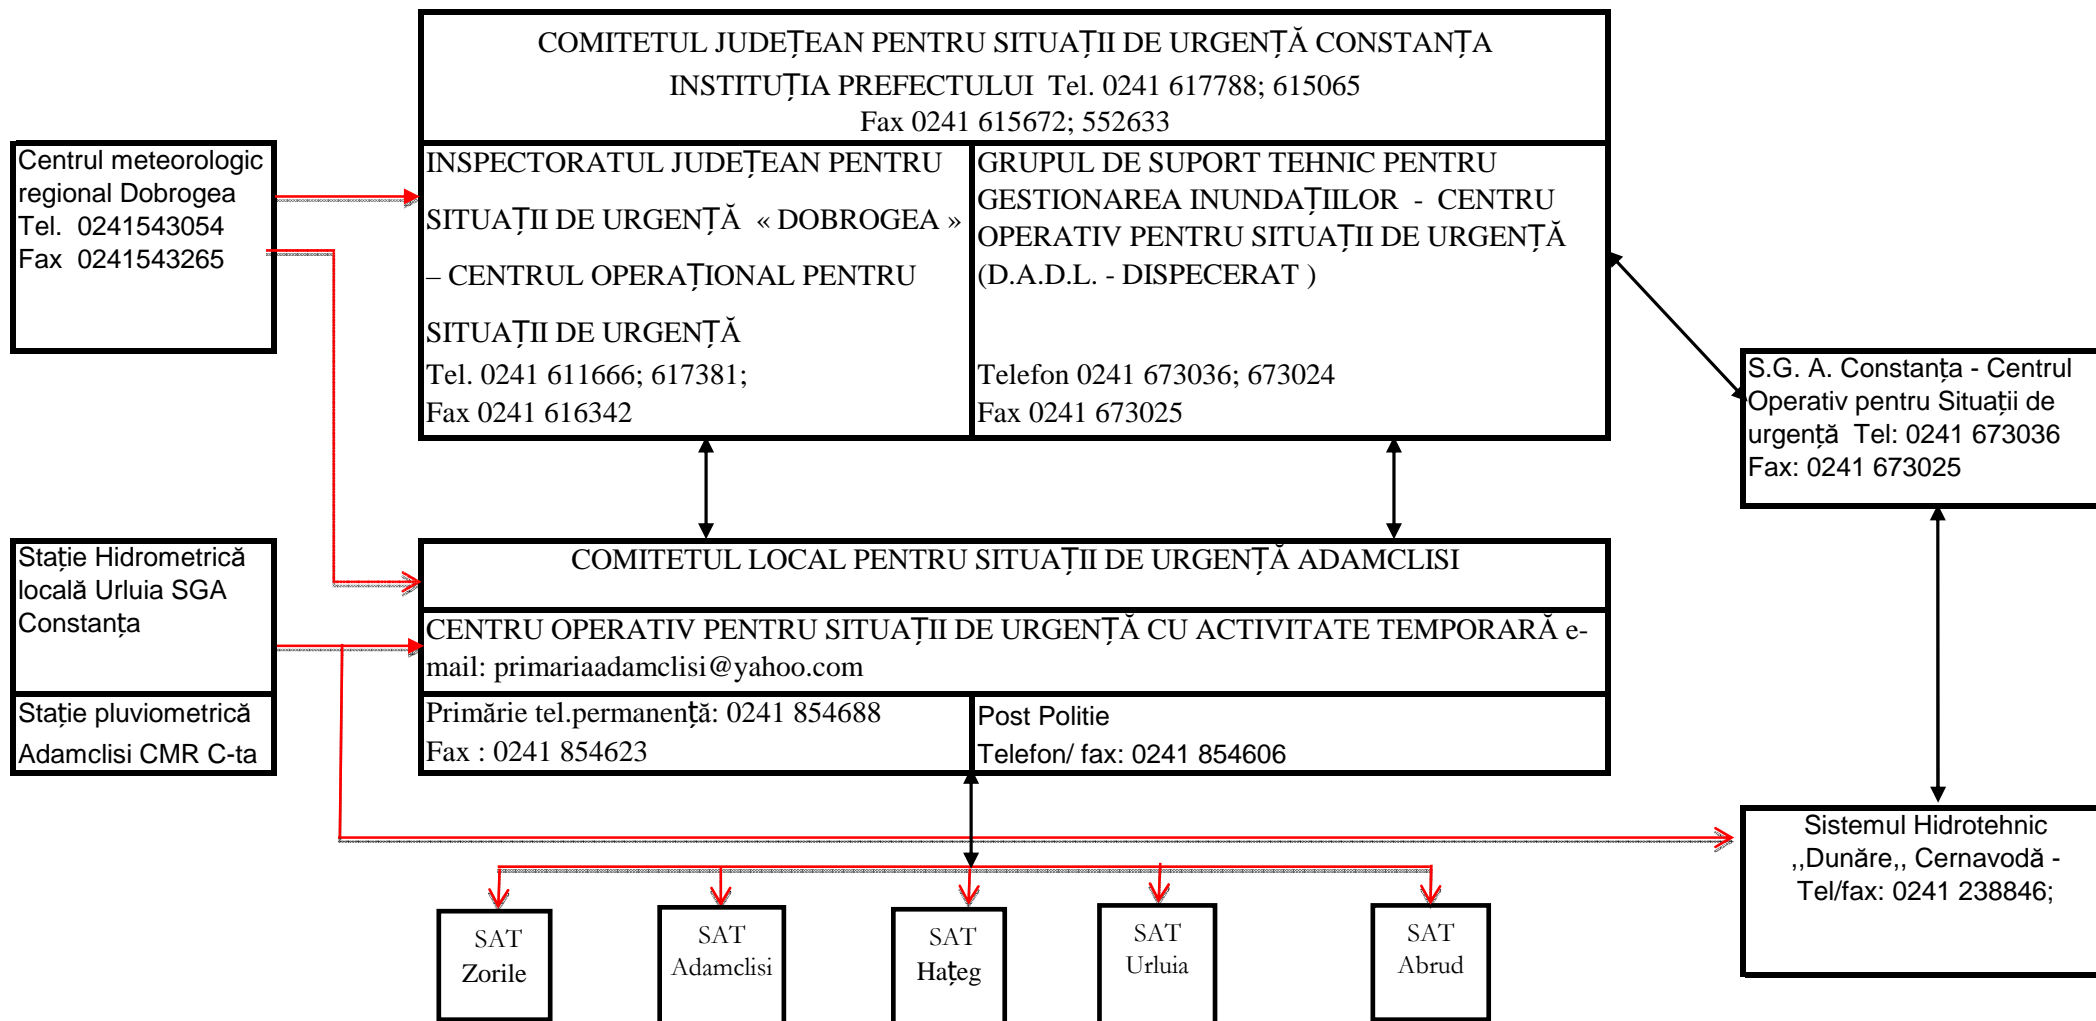 COMITETUL JUDEȚEAN PENTRU SITUAȚII DE URGENȚĂ CONSTANȚA
INSTITUȚIA PREFECTULUI Tel. 0241 617788; 615065
Fax 0241 615672; 552633
Centrul meteorologic
regional Dobrogea
Tel. 0241543054
Fax 0241543265
INSPECTORATUL JUDEȚEAN PENTRU
SITUAȚII DE URGENȚĂ « DOBROGEA »
– CENTRUL OPERAȚIONAL PENTRU
SITUAȚII DE URGENȚĂ
Tel. 0241 611666; 617381;
Fax 0241 616342
GRUPUL DE SUPORT TEHNIC PENTRU
GESTIONAREA INUNDAȚIILOR - CENTRU
OPERATIV PENTRU SITUAȚII DE URGENȚĂ
(D.A.D.L. - DISPECERAT )
Telefon 0241 673036; 673024
Fax 0241 673025
S.G. A. Constanța - Centrul
Operativ pentru Situații de
urgență Tel: 0241 673036
Fax: 0241 673025
Stație Hidrometrică
locală Urluia SGA
Constanța
Stație pluviometrică
Adamclisi CMR C-ta
COMITETUL LOCAL PENTRU SITUAȚII DE URGENȚĂ ADAMCLISI
CENTRU OPERATIV PENTRU SITUAȚII DE URGENȚĂ CU ACTIVITATE TEMPORARĂ e-
mail: primariaadamclisi@yahoo.com
Primărie tel.permanență: 0241 854688
Fax : 0241 854623
Post Politie
Telefon/ fax: 0241 854606
Sistemul Hidrotehnic
,,Dunăre,, Cernavodă -
Tel/fax: 0241 238846;
SAT
Zorile
SAT
Adamclisi
SAT
Hațeg
SAT
Urluia
SAT
Abrud